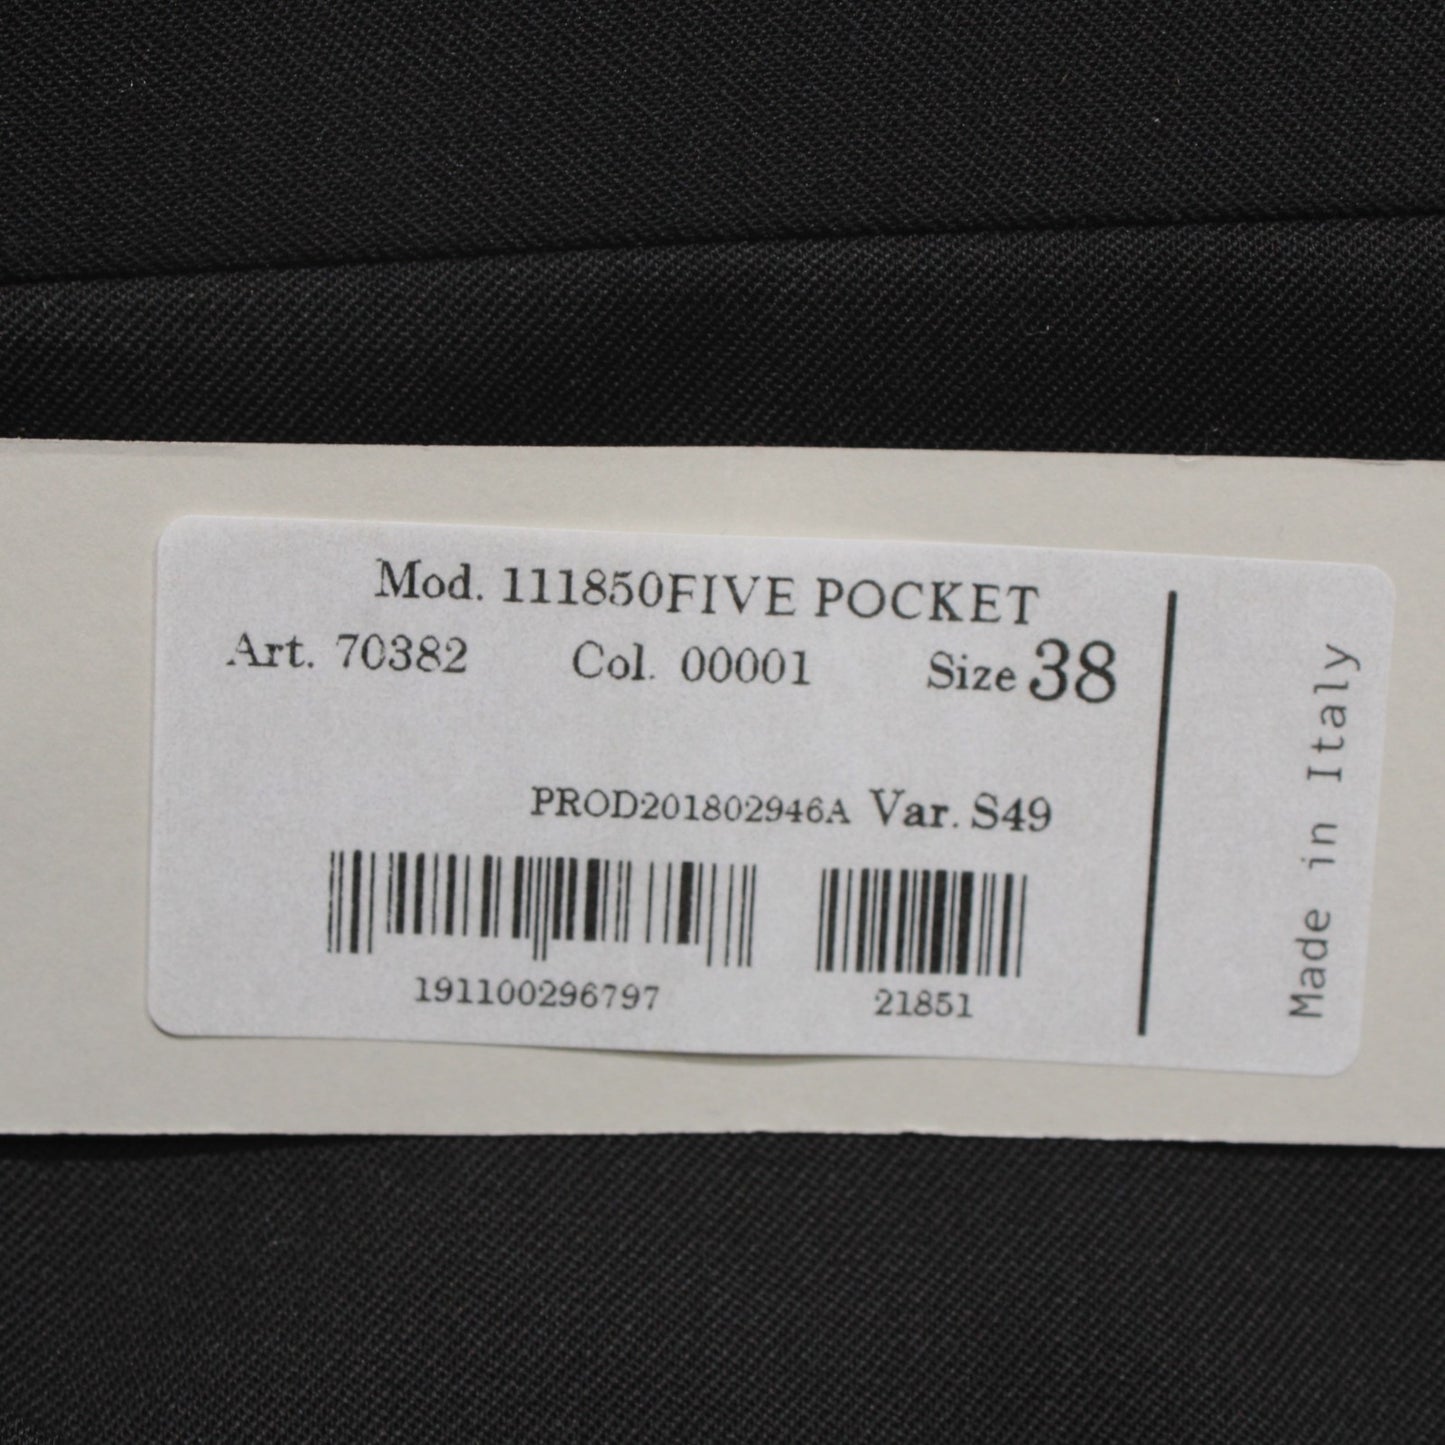 Mod. 111850FIVE POCKET
Art. 70382 Col. 00001 Size 38
PROD201802946A Var. S49
191100296797 21851
Made in Italy